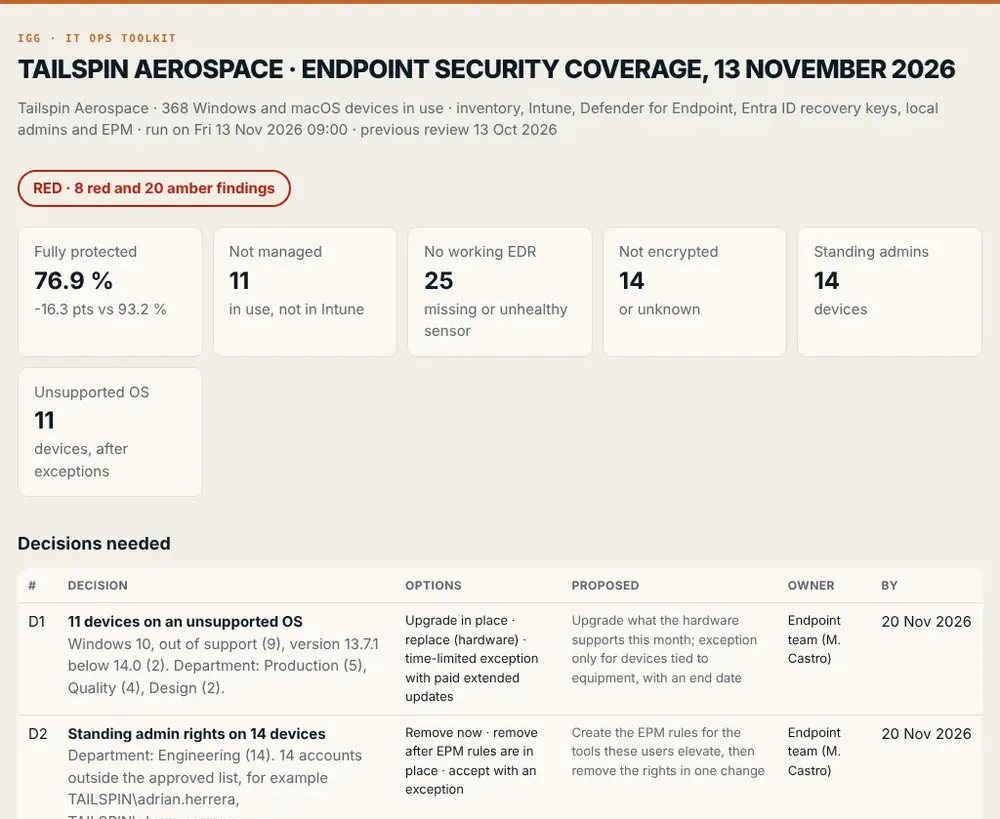 IGG · IT OPS TOOLKIT
TAILSPIN AEROSPACE · ENDPOINT SECURITY COVERAGE, 13 NOVEMBER 2026
Tailspin Aerospace · 368 Windows and macOS devices in use · inventory, Intune, Defender for Endpoint, Entra ID recovery keys, local
admins and EPM · run on Fri 13 Nov 2026 09:00 · previous review 13 Oct 2026
RED · 8 red and 20 amber findings
Fully protected
76.9 %
-16.3 pts vs 93.2 %
Not managed
11
in use, not in Intune
No working EDR
25
missing or unhealthy
sensor
Not encrypted
14
or unknown
Standing admins
14
devices
Unsupported OS
11
devices, after
exceptions
Decisions needed
# DECISION OPTIONS PROPOSED OWNER BY
D1
11 devices on an unsupported OS
Windows 10, out of support (9), version 13.7.1
below 14.0 (2). Department: Production (5),
Quality (4), Design (2).
Upgrade in place ·
replace (hardware) ·
time-limited exception
with paid extended
updates
Upgrade what the hardware
supports this month; exception
only for devices tied to
equipment, with an end date
Endpoint
team (M.
Castro)
20 Nov 2026
D2
Standing admin rights on 14 devices
Department: Engineering (14). 14 accounts
outside the approved list, for example
TAILSPIN\adrian.herrera,
Remove now · remove
after EPM rules are in
place · accept with an
exception
Create the EPM rules for the
tools these users elevate, then
remove the rights in one change
Endpoint
team (M.
Castro)
20 Nov 2026